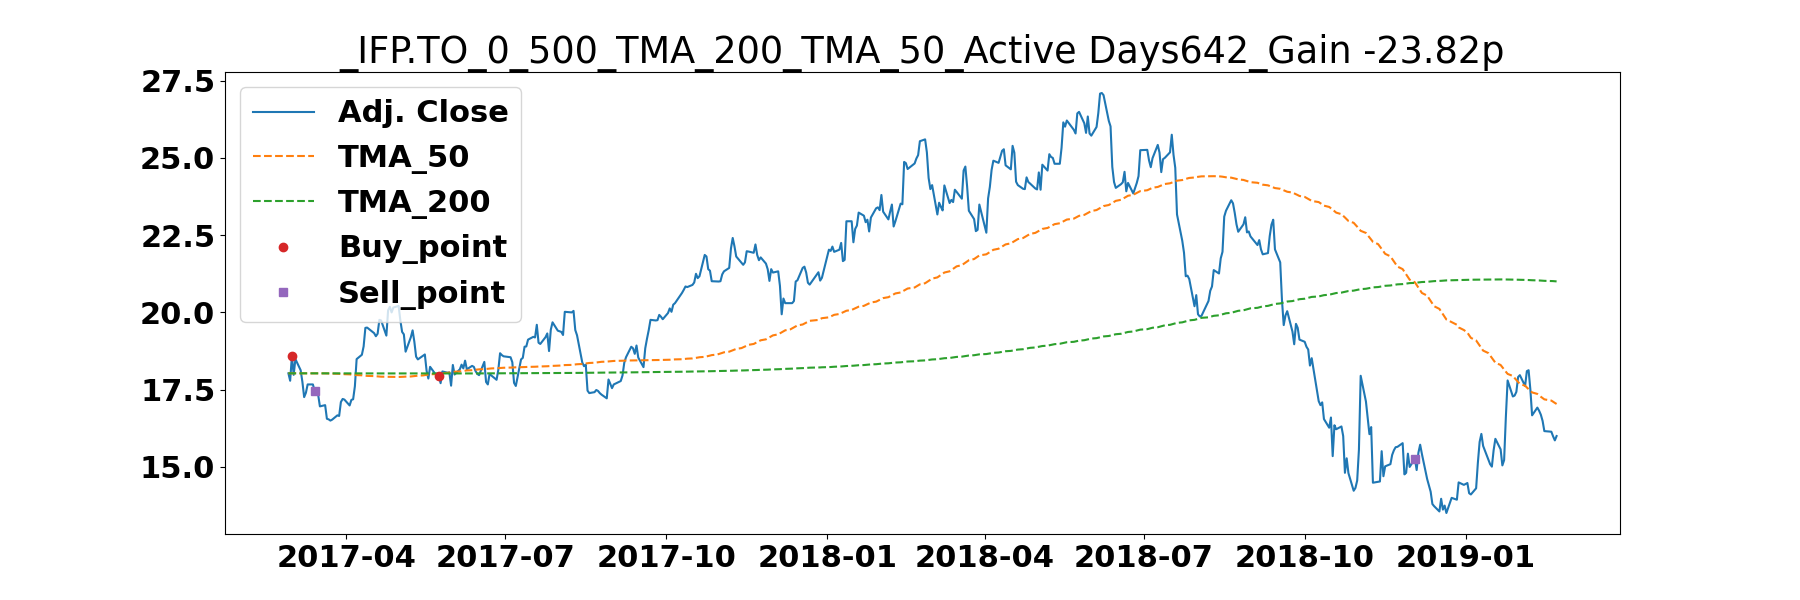 _IFP.TO_0_500_TMA_200_TMA_50_Active Days642_Gain -23.82p
27.5
25.0
22.5
20.0
17.5
15.0
Adj. Close
TMA_50
TMA_200
Buy_point
Sell_point
2017-04 2017-07 2017-10 2018-01 2018-04 2018-07 2018-10 2019-01